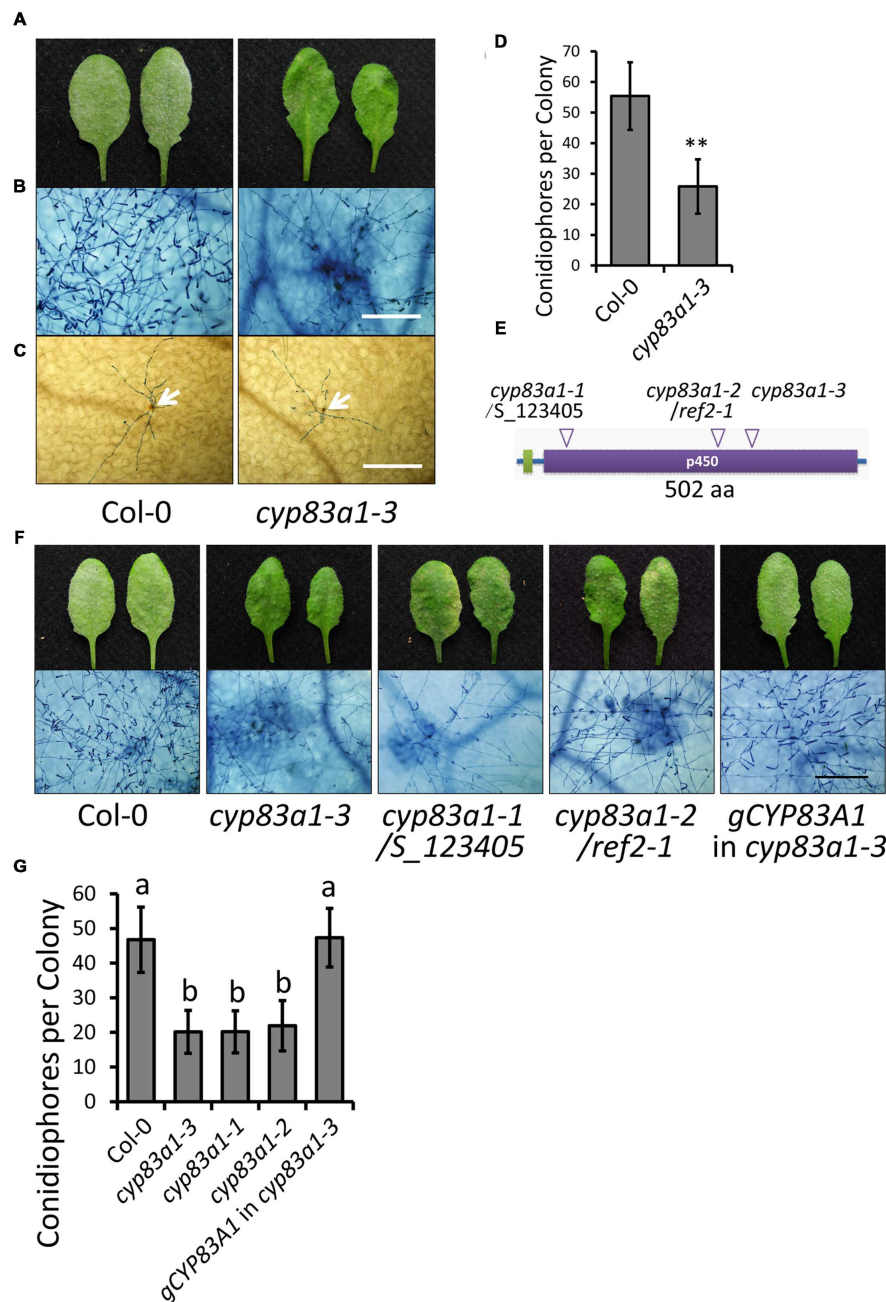 A
B
C
Col-0
cyp83a1-3
D
Conidiophores per Colony
70
60
50
40
30
20
10
0
**
Col-0
cyp83a1-3
E
cyp83a1-1
/S_123405
cyp83a1-2
/ref2-1
cyp83a1-3
p450
502 aa
F
Col-0
cyp83a1-3
cyp83a1-1
/S_123405
cyp83a1-2
/ref2-1
gCYP83A1
in cyp83a1-3
G
Conidiophores per Colony
60
50
40
30
20
10
0
a
b
b
b
a
Col-0
cyp83a1-3
cyp83a1-1
cyp83a1-2
gCYP83A1 in cyp83a1-3